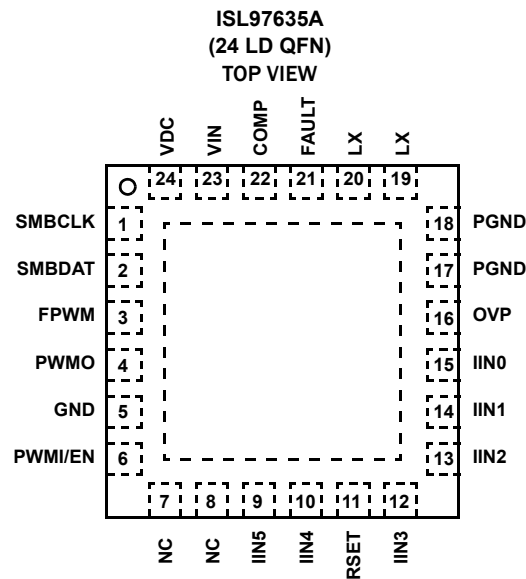 ISL97635A
(24 LD QFN)
TOP VIEW
VDC
VIN
COMP
FAULT
LX
LX
24
23
22
21
20
19
SMBCLK 1
18 PGND
SMBDAT 2
17 PGND
FPWM 3
16 OVP
PWMO 4
15 IIN0
GND 5
14 IIN1
PWMI/EN 6
13 IIN2
7
8
9
10
11
12
NC
NC
IIN5
IIN4
RSET
IIN3